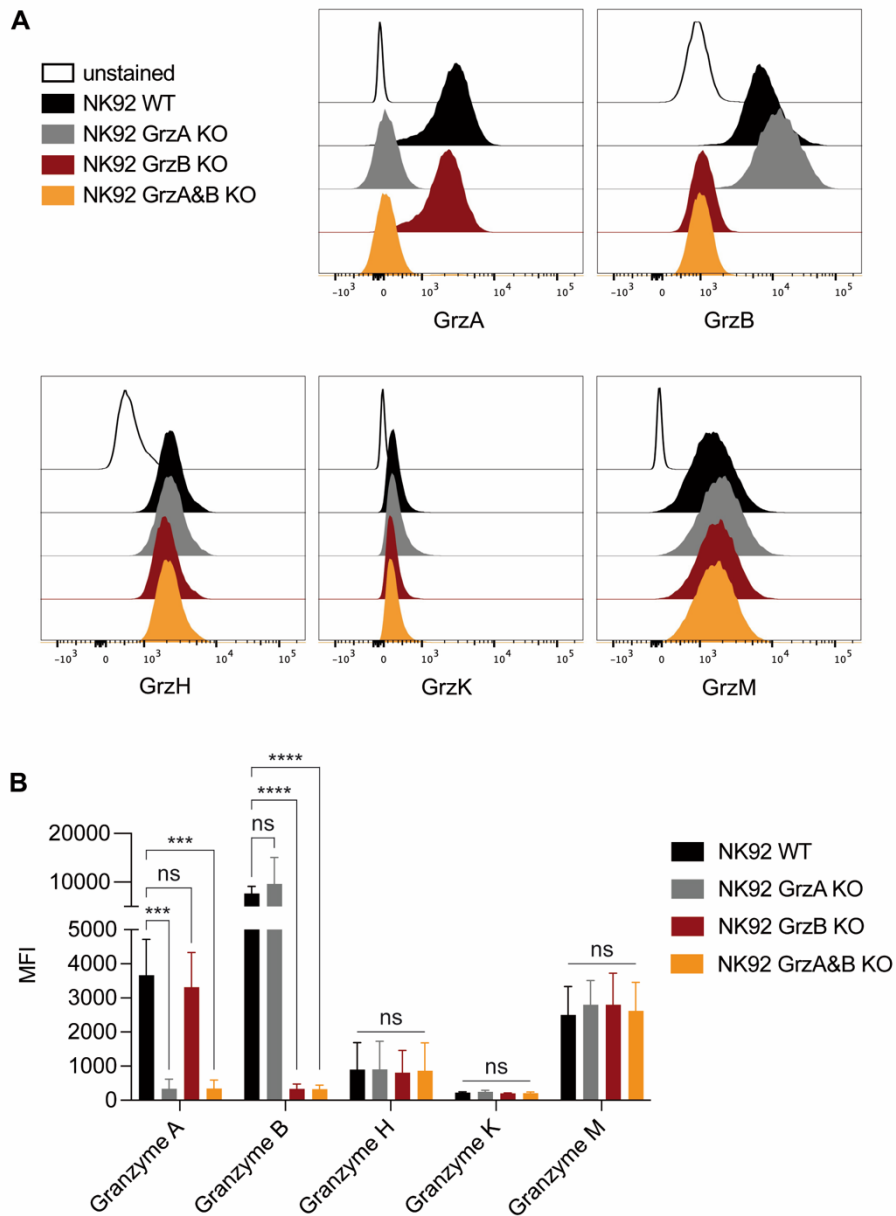 A
unstained
NK92 WT
NK92 GrzA KO
NK92 GrzB KO
NK92 GrzA&B KO
-10³ 0 10³ 10⁴ 10⁵
GrzA
-10³ 0 10³ 10⁴ 10⁵
GrzB
-10³ 0 10³ 10⁴ 10⁵
GrzH
-10³ 0 10³ 10⁴ 10⁵
GrzK
-10³ 0 10³ 10⁴ 10⁵
GrzM
B
MFI
20000
10000
5000
4000
3000
2000
1000
0
***
ns
***
****
****
ns
ns
ns
ns
Granzyme A
Granzyme B
Granzyme H
Granzyme K
Granzyme M
NK92 WT
NK92 GrzA KO
NK92 GrzB KO
NK92 GrzA&B KO